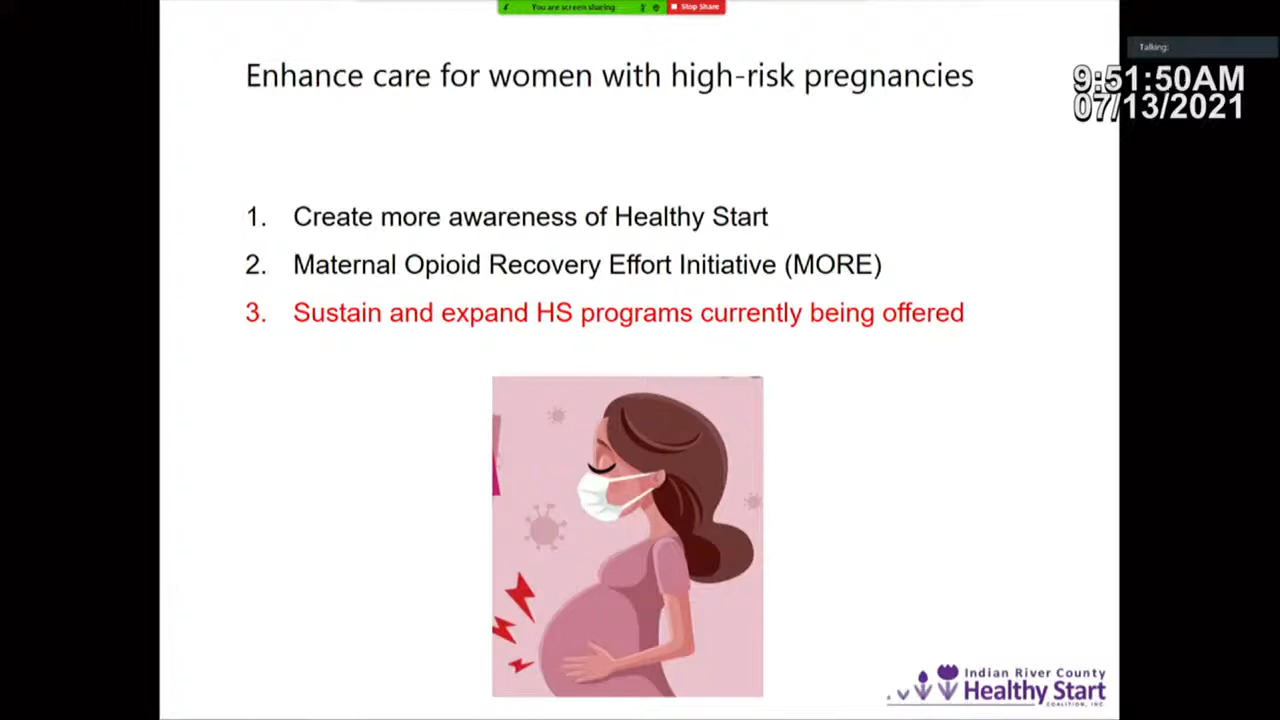 You are screen sharing
Stop Share
Talking:
9:51:50AM
07/13/2021
Enhance care for women with high-risk pregnancies
1. Create more awareness of Healthy Start
2. Maternal Opioid Recovery Effort Initiative (MORE)
3. Sustain and expand HS programs currently being offered
Indian River County
Healthy Start
COALITION, INC